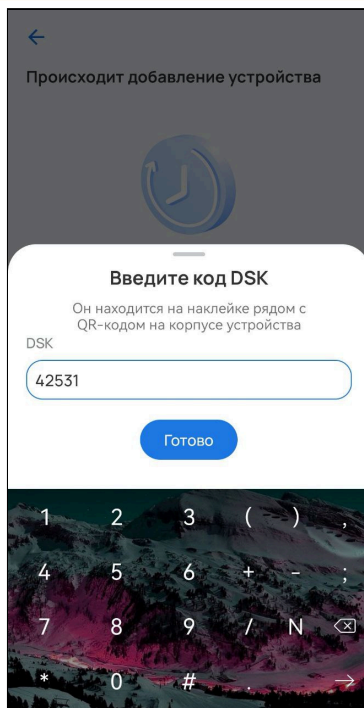 Происходит добавление устройства
Введите код DSK
Он находится на наклейке рядом с
QR-кодом на корпусе устройства
DSK
42531
Готово
1 2 3 ( ) ,
4 5 6 + - ;
7 8 9 / N
* 0 # .